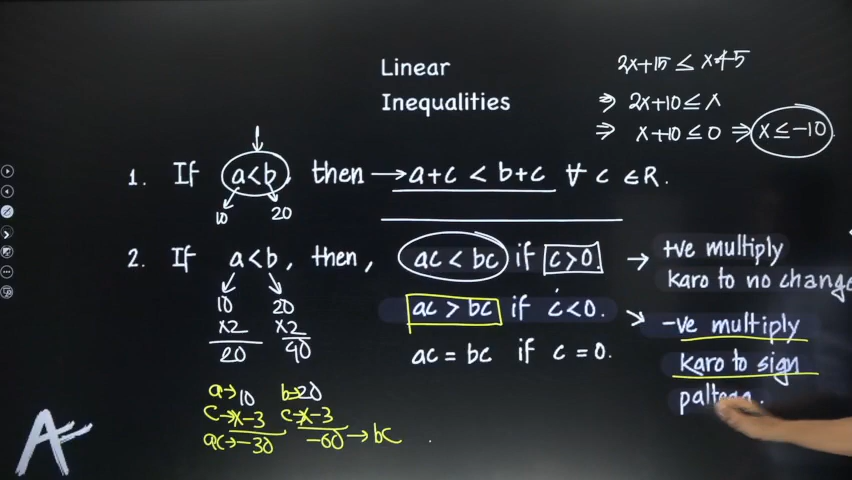 Linear
Inequalities
2x+15 ≤ x+5
⇒ 2x+10 ≤ x
⇒ x+10 ≤ 0 ⇒ x ≤ -10
1. If a<b, then → a+c < b+c ∀ c ∈ R.
10 20
2. If a<b, then, ac < bc if c>0. → +ve multiply
karo to no change
10 20
x2 x2
20 40
ac > bc if c<0. → -ve multiply
karo to sign
ac = bc if c = 0.
a→10 b→20
c→x-3 c→x-3
ac→-30 -60→bc